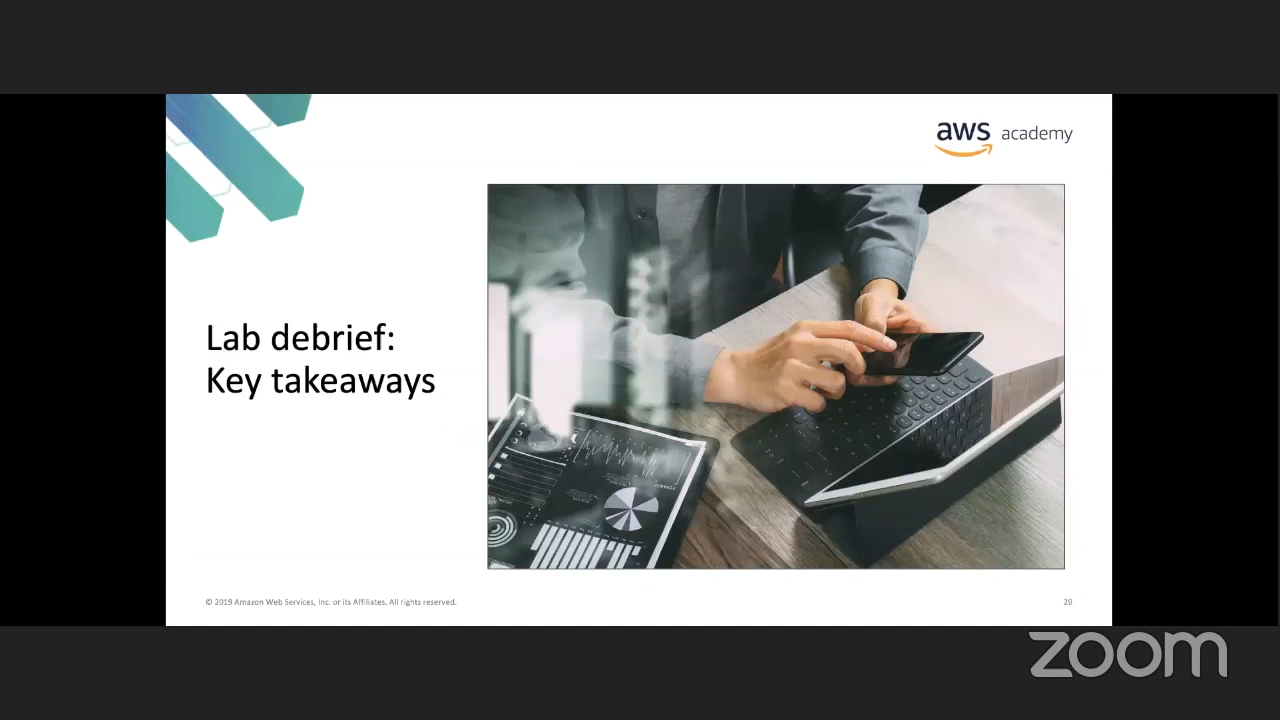 aws academy
Lab debrief:
Key takeaways
© 2019 Amazon Web Services, Inc. or its Affiliates. All rights reserved.
20
zoom